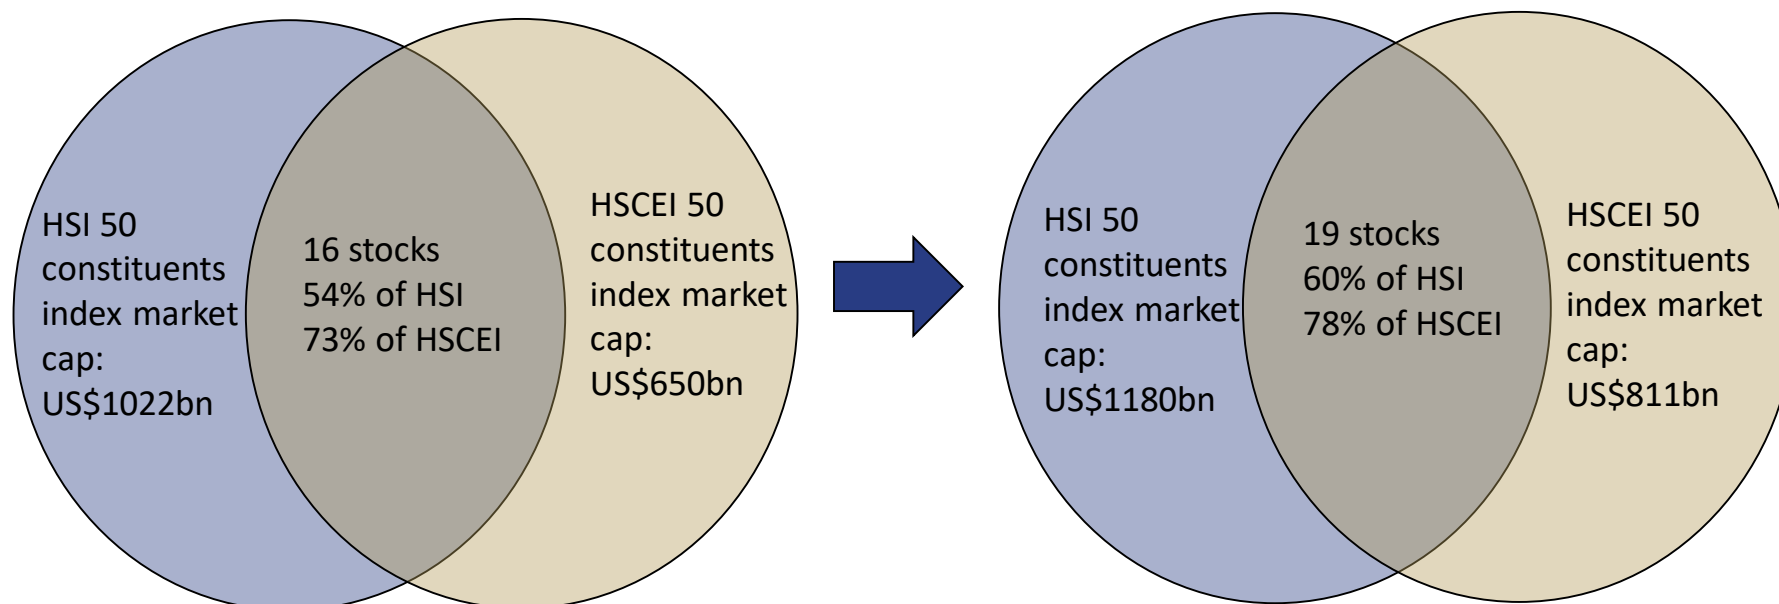 HSI 50
constituents
index market
cap:
US$1022bn
16 stocks
54% of HSI
73% of HSCEI
HSCEI 50
constituents
index market
cap:
US$650bn
HSI 50
constituents
index market
cap:
US$1180bn
19 stocks
60% of HSI
78% of HSCEI
HSCEI 50
constituents
index market
cap:
US$811bn